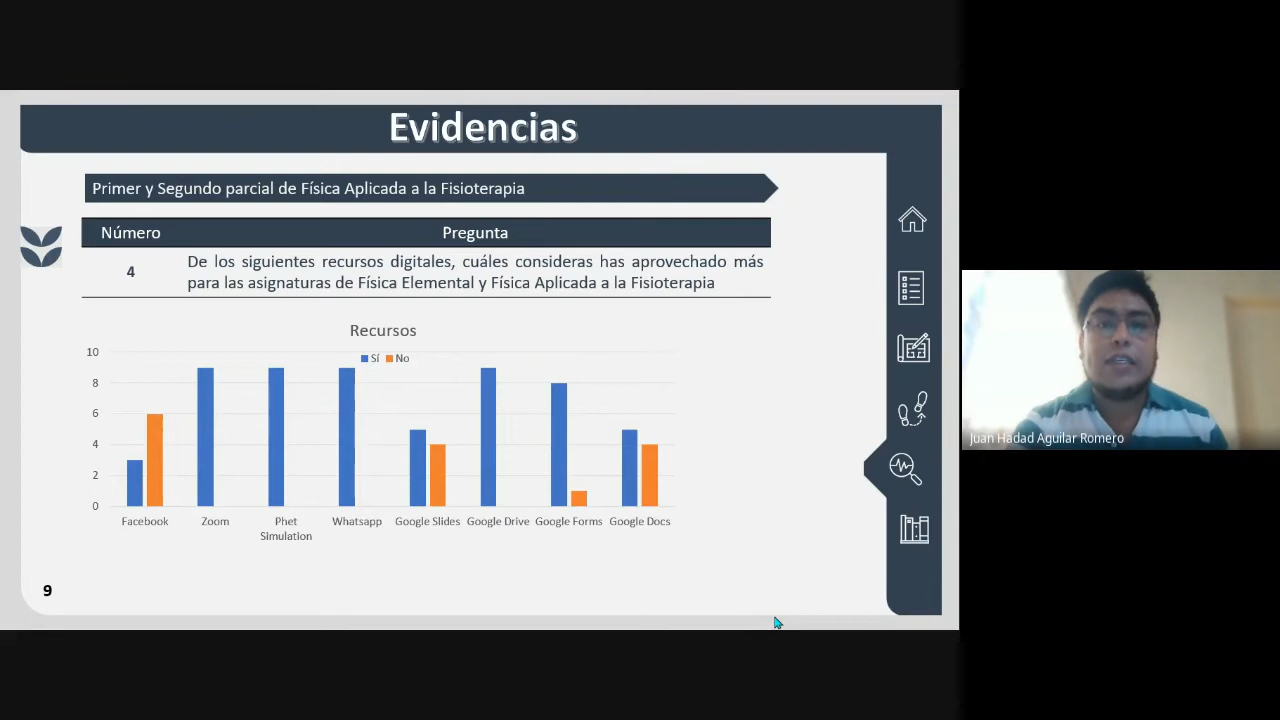 Evidencias
Primer y Segundo parcial de Física Aplicada a la Fisioterapia
Número Pregunta
4
De los siguientes recursos digitales, cuáles consideras has aprovechado más
para las asignaturas de Física Elemental y Física Aplicada a la Fisioterapia
Recursos
Sí No
10
8
6
4
2
0
Facebook Zoom Phet Whatsapp Google Slides Google Drive Google Forms Google Docs
Simulation
9
Juan Hadad Aguilar Romero